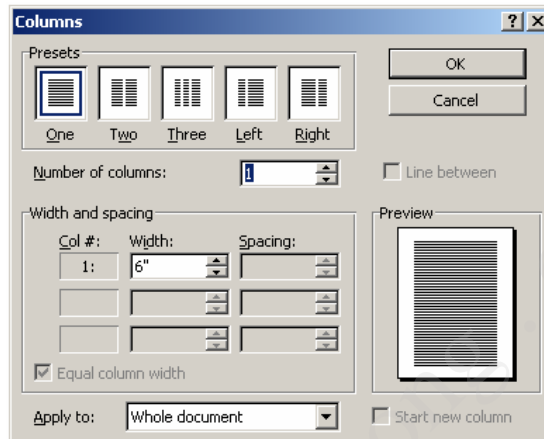 Columns
Presets
One Two Three Left Right
OK
Cancel
Number of columns: 1
Line between
Width and spacing
Col #: Width: Spacing:
1: 6"
Equal column width
Preview
Apply to: Whole document
Start new column